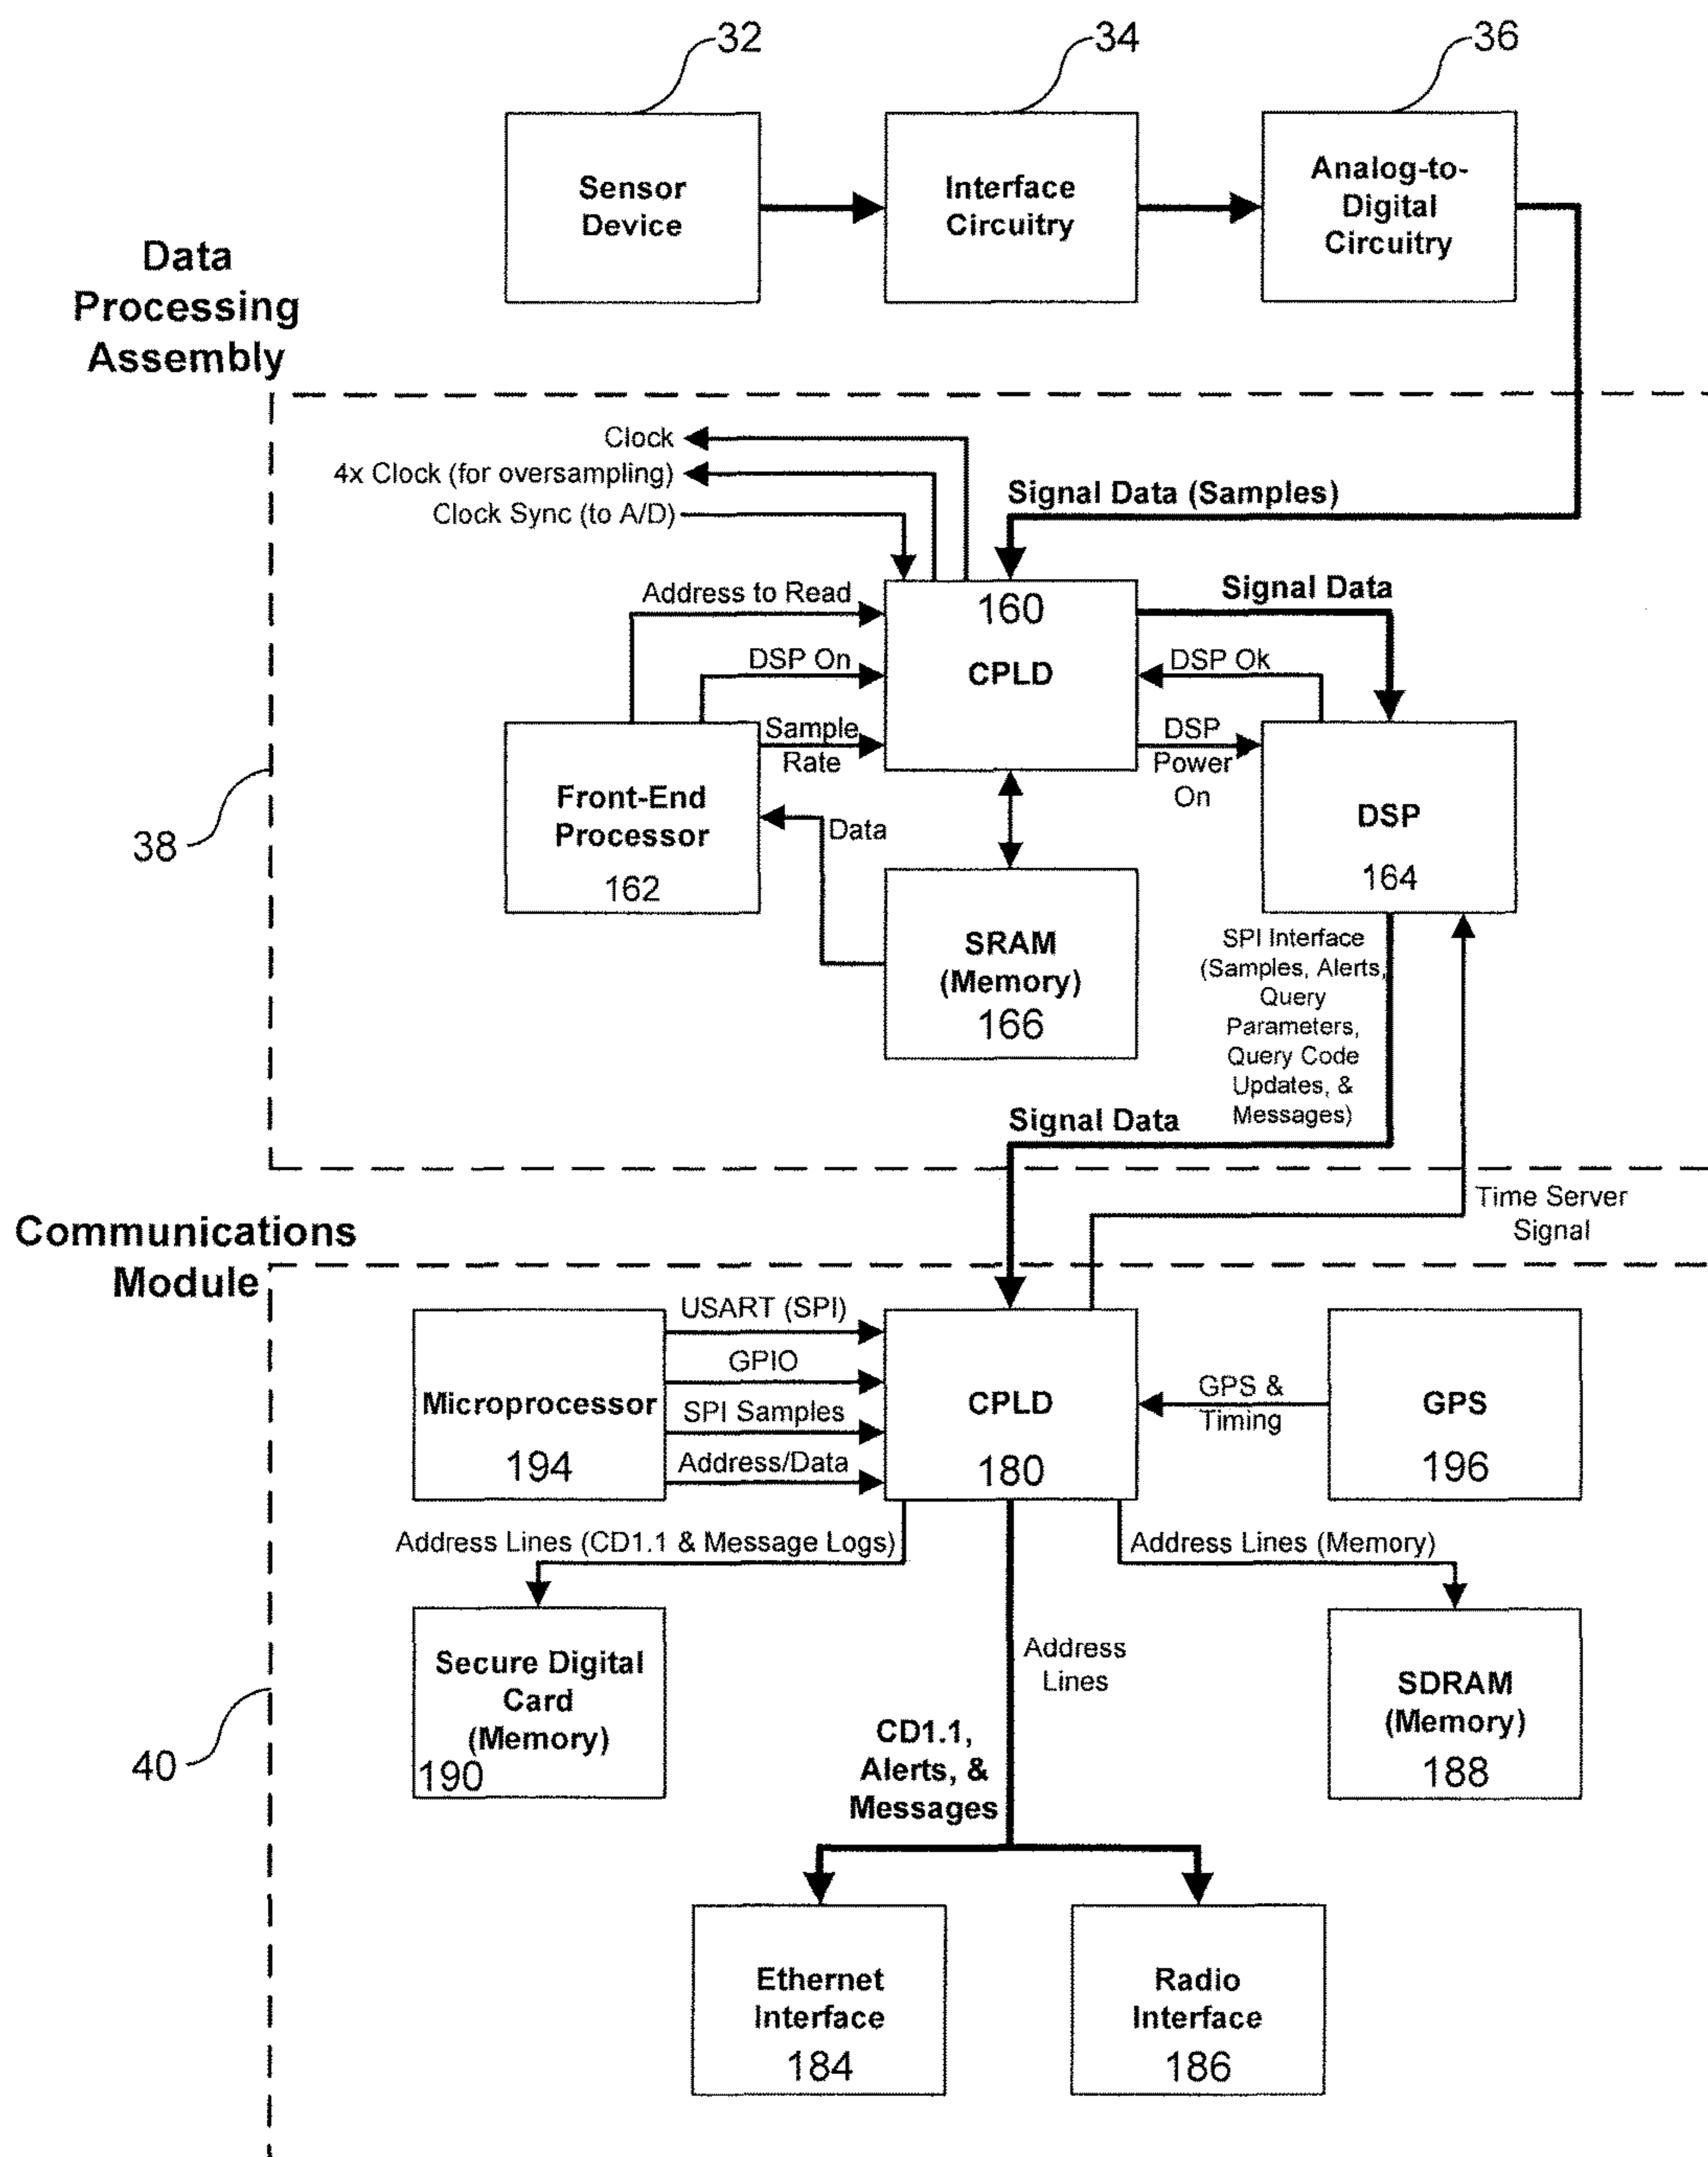 32
34
36
Sensor
Device
Interface
Circuitry
Analog-to-
Digital
Circuitry
Data
Processing
Assembly
Clock
4x Clock (for oversampling)
Clock Sync (to A/D)
Signal Data (Samples)
Address to Read
160
CPLD
Signal Data
DSP On
DSP Ok
Sample
Rate
DSP
Power
On
Front-End
Processor
162
Data
DSP
164
38
SRAM
(Memory)
166
SPI Interface
(Samples, Alerts,
Query
Parameters,
Query Code
Updates, &
Messages)
Signal Data
Time Server
Signal
Communications
Module
Microprocessor
194
USART (SPI)
GPIO
SPI Samples
Address/Data
CPLD
180
GPS &
Timing
GPS
196
Address Lines (CD1.1 & Message Logs)
Address Lines (Memory)
Secure Digital
Card
(Memory)
190
Address
Lines
SDRAM
(Memory)
188
40
CD1.1,
Alerts, &
Messages
Ethernet
Interface
184
Radio
Interface
186